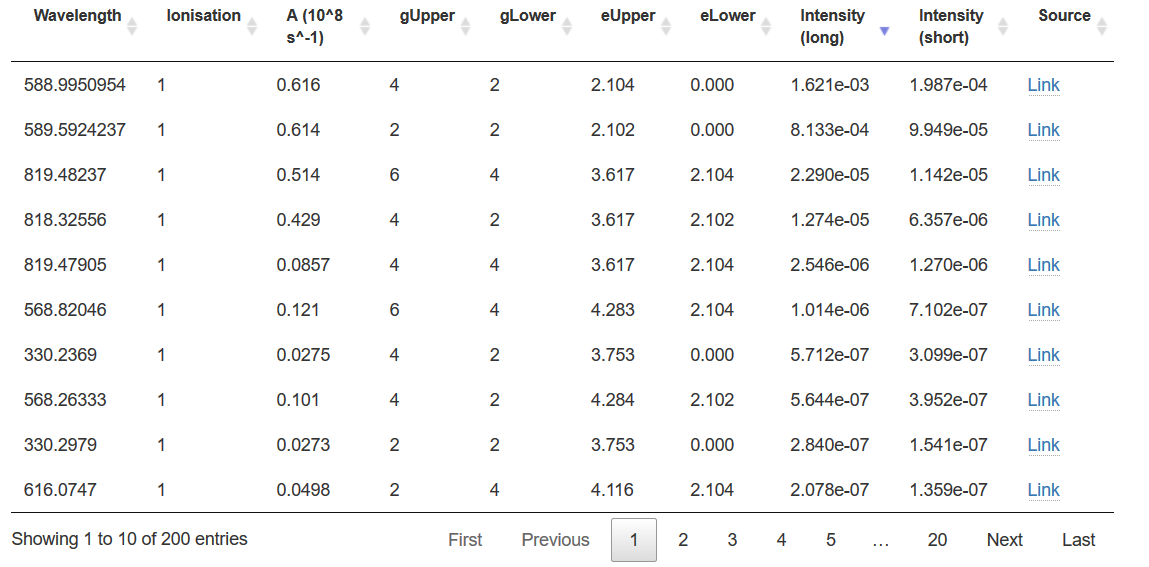 Wavelength Ionisation A (10^8 s^-1) gUpper gLower eUpper eLower Intensity (long) Intensity (short) Source
588.9950954 1 0.616 4 2 2.104 0.000 1.621e-03 1.987e-04 Link
589.5924237 1 0.614 2 2 2.102 0.000 8.133e-04 9.949e-05 Link
819.48237 1 0.514 6 4 3.617 2.104 2.290e-05 1.142e-05 Link
818.32556 1 0.429 4 2 3.617 2.102 1.274e-05 6.357e-06 Link
819.47905 1 0.0857 4 4 3.617 2.104 2.546e-06 1.270e-06 Link
568.82046 1 0.121 6 4 4.283 2.104 1.014e-06 7.102e-07 Link
330.2369 1 0.0275 4 2 3.753 0.000 5.712e-07 3.099e-07 Link
568.26333 1 0.101 4 2 4.284 2.102 5.644e-07 3.952e-07 Link
330.2979 1 0.0273 2 2 3.753 0.000 2.840e-07 1.541e-07 Link
616.0747 1 0.0498 2 4 4.116 2.104 2.078e-07 1.359e-07 Link
Showing 1 to 10 of 200 entries First Previous 1 2 3 4 5 … 20 Next Last